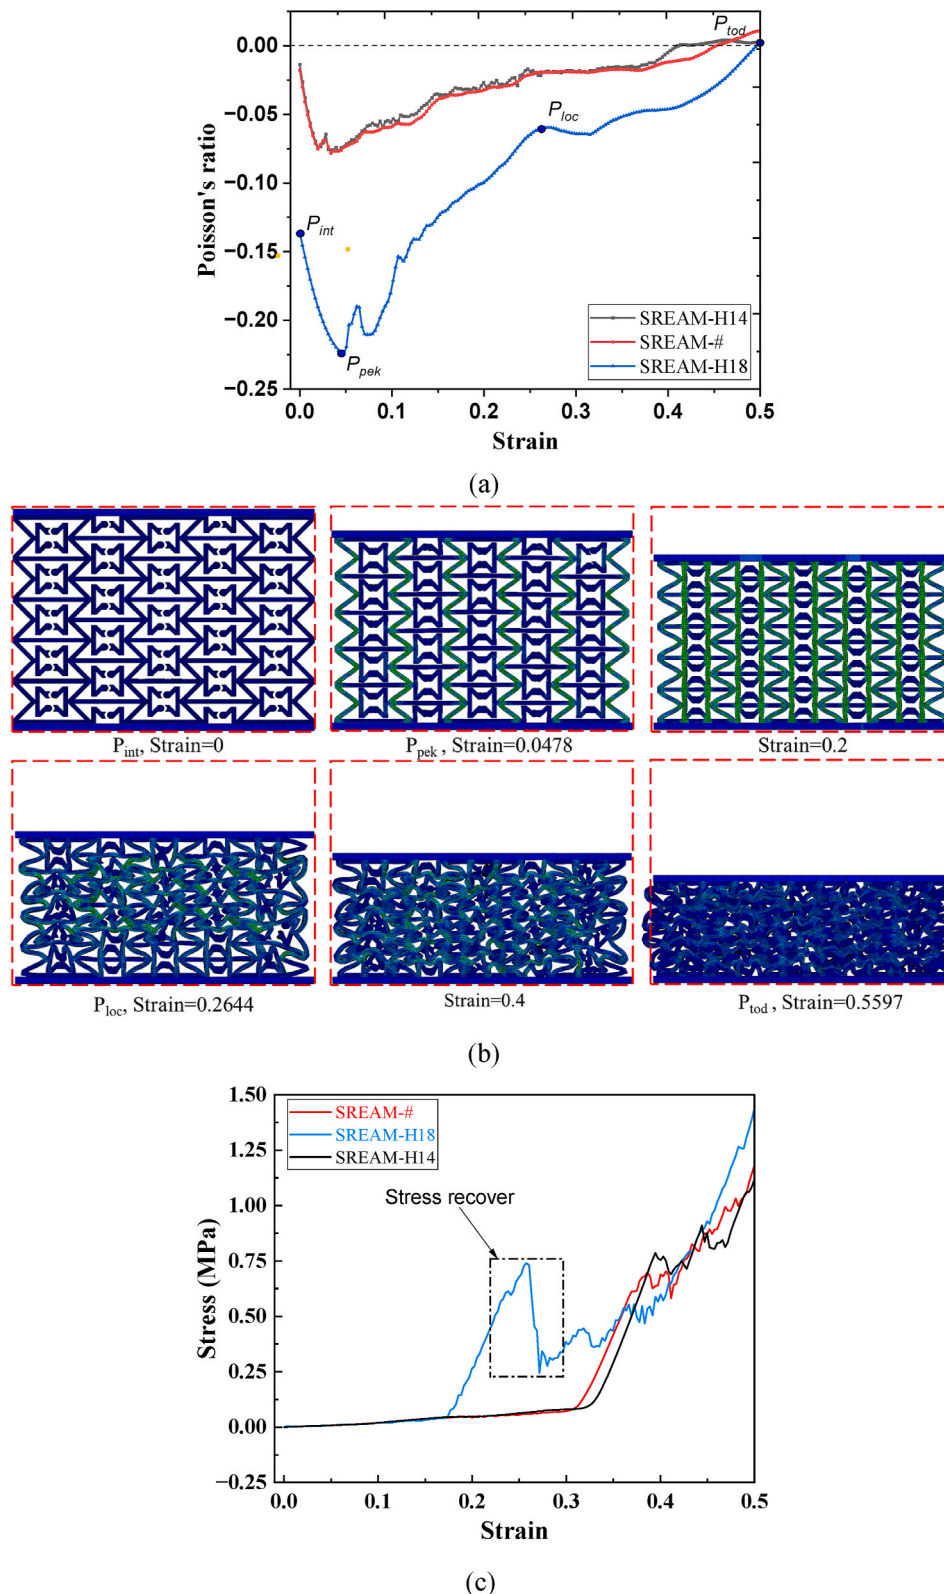 (a)
0.00
−0.05
−0.10
−0.15
−0.20
−0.25
Poisson's ratio
P_tod
P_loc
P_int
P_pek
SREAM-H14
SREAM-#
SREAM-H18
0.0 0.1 0.2 0.3 0.4 0.5
Strain
(a)
P_int, Strain=0
P_pek , Strain=0.0478
Strain=0.2
P_loc, Strain=0.2644
Strain=0.4
P_tod , Strain=0.5597
(b)
1.50
1.25
1.00
0.75
0.50
0.25
0.00
−0.25
Stress (MPa)
SREAM-#
SREAM-H18
SREAM-H14
Stress recover
0.0 0.1 0.2 0.3 0.4 0.5
Strain
(c)